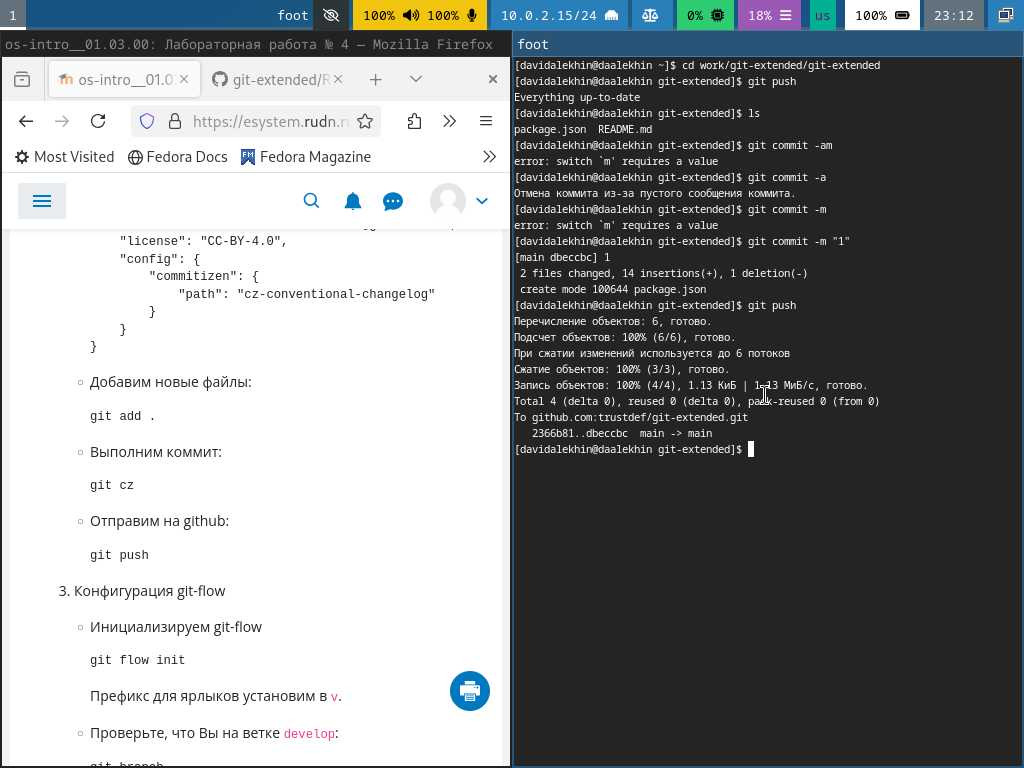 1
foot
100%
100%
10.0.2.15/24
0%
18%
us
100%
23:12
os-intro__01.03.00: Лабораторная работа № 4 — Mozilla Firefox
os-intro__01.0
git-extended/R
https://esystem.rudn.r
Most Visited
Fedora Docs
Fedora Magazine
"license": "CC-BY-4.0",
"config": {
"commitizen": {
"path": "cz-conventional-changelog"
}
}
}
Добавим новые файлы:
git add .
Выполним коммит:
git cz
Отправим на github:
git push
3. Конфигурация git-flow
Инициализируем git-flow
git flow init
Префикс для ярлыков установим в v.
Проверьте, что Вы на ветке develop:
git branch
foot
[davidalekhin@daalekhin ~]$ cd work/git-extended/git-extended
[davidalekhin@daalekhin git-extended]$ git push
Everything up-to-date
[davidalekhin@daalekhin git-extended]$ ls
package.json  README.md
[davidalekhin@daalekhin git-extended]$ git commit -am
error: switch `m' requires a value
[davidalekhin@daalekhin git-extended]$ git commit -a
Отмена коммита из-за пустого сообщения коммита.
[davidalekhin@daalekhin git-extended]$ git commit -m
error: switch `m' requires a value
[davidalekhin@daalekhin git-extended]$ git commit -m "1"
[main dbeccbc] 1
2 files changed, 14 insertions(+), 1 deletion(-)
create mode 100644 package.json
[davidalekhin@daalekhin git-extended]$ git push
Перечисление объектов: 6, готово.
Подсчет объектов: 100% (6/6), готово.
При сжатии изменений используется до 6 потоков
Сжатие объектов: 100% (3/3), готово.
Запись объектов: 100% (4/4), 1.13 КиБ | 1.13 МиБ/с, готово.
Total 4 (delta 0), reused 0 (delta 0), pack-reused 0 (from 0)
To github.com:trustdef/git-extended.git
2366b81..dbeccbc  main -> main
[davidalekhin@daalekhin git-extended]$